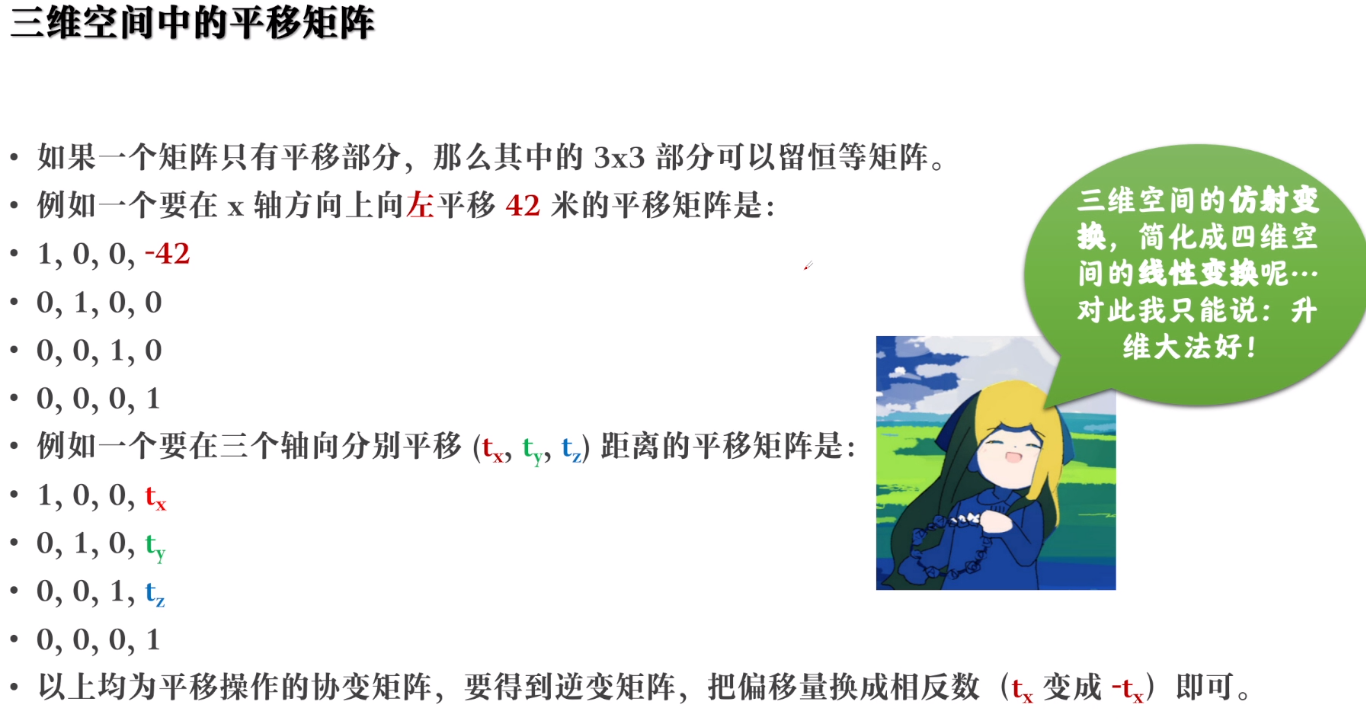 三维空间中的平移矩阵
• 如果一个矩阵只有平移部分，那么其中的 3x3 部分可以留恒等矩阵。
• 例如一个要在 x 轴方向上向左平移 42 米的平移矩阵是：
• 1, 0, 0, -42
• 0, 1, 0, 0
• 0, 0, 1, 0
• 0, 0, 0, 1
• 例如一个要在三个轴向分别平移 (tx, ty, tz) 距离的平移矩阵是：
• 1, 0, 0, tx
• 0, 1, 0, ty
• 0, 0, 1, tz
• 0, 0, 0, 1
• 以上均为平移操作的协变矩阵，要得到逆变矩阵，把偏移量换成相反数（tx 变成 -tx）即可。
三维空间的仿射变
换，简化成四维空
间的线性变换呢…
对此我只能说：升
维大法好！